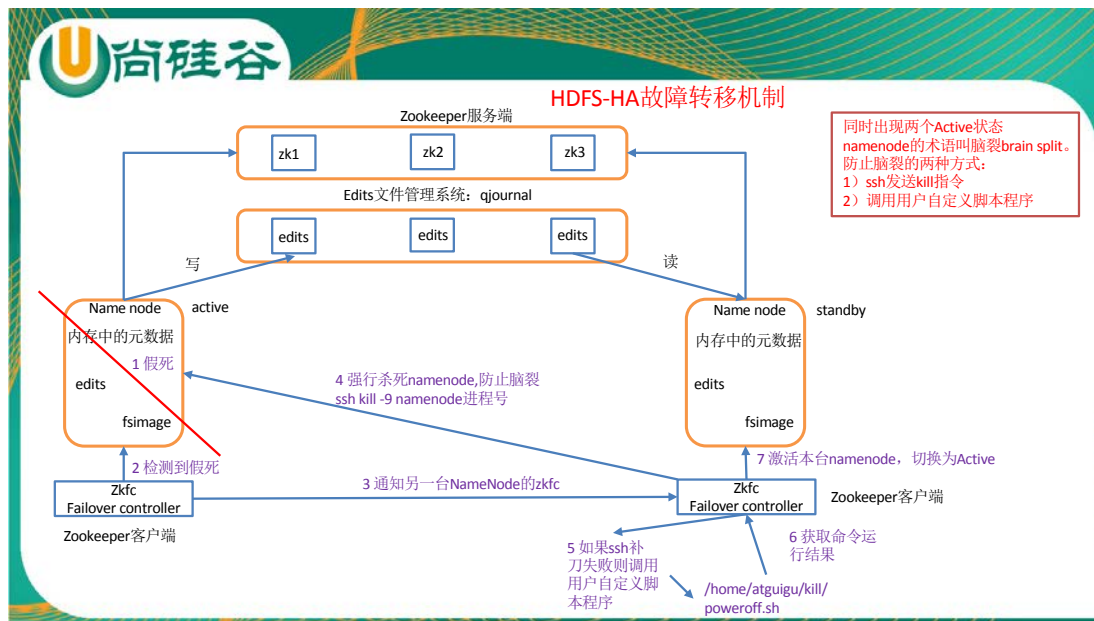 尚硅谷
HDFS-HA故障转移机制
Zookeeper服务端
zk1
zk2
zk3
同时出现两个Active状态
namenode的术语叫脑裂brain split。
防止脑裂的两种方式：
1）ssh发送kill指令
2）调用用户自定义脚本程序
Edits文件管理系统：qjournal
edits
edits
edits
写
读
Name node
active
内存中的元数据
1 假死
edits
fsimage
Name node
standby
内存中的元数据
edits
fsimage
4 强行杀死namenode,防止脑裂
ssh kill -9 namenode进程号
2 检测到假死
7 激活本台namenode，切换为Active
Zkfc
Failover controller
Zookeeper客户端
3 通知另一台NameNode的zkfc
Zkfc
Failover controller
Zookeeper客户端
5 如果ssh补
刀失败则调用
用户自定义脚
本程序
6 获取命令运
行结果
/home/atguigu/kill/
poweroff.sh